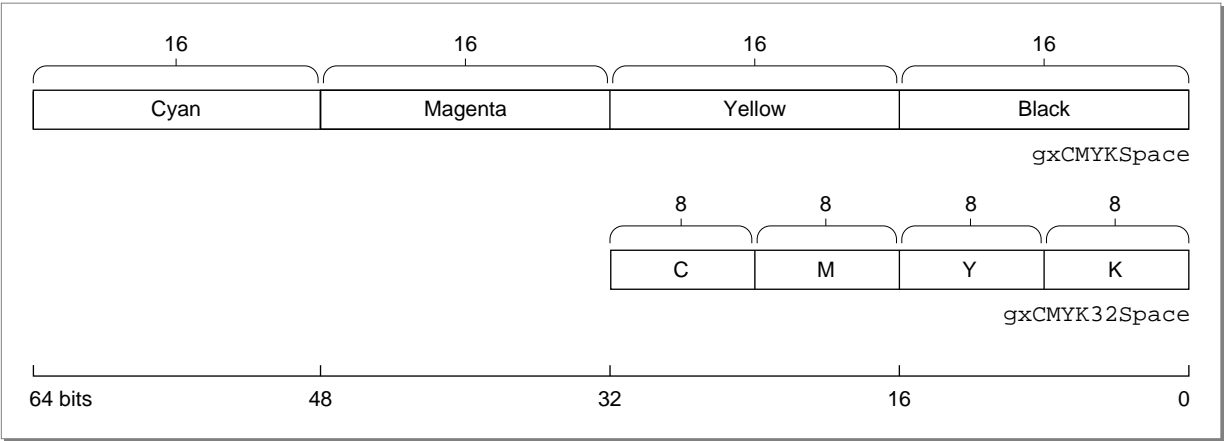 16 16 16 16
Cyan Magenta Yellow Black
gxCMYKSpace
8 8 8 8
C M Y K
gxCMYK32Space
64 bits 48 32 16 0